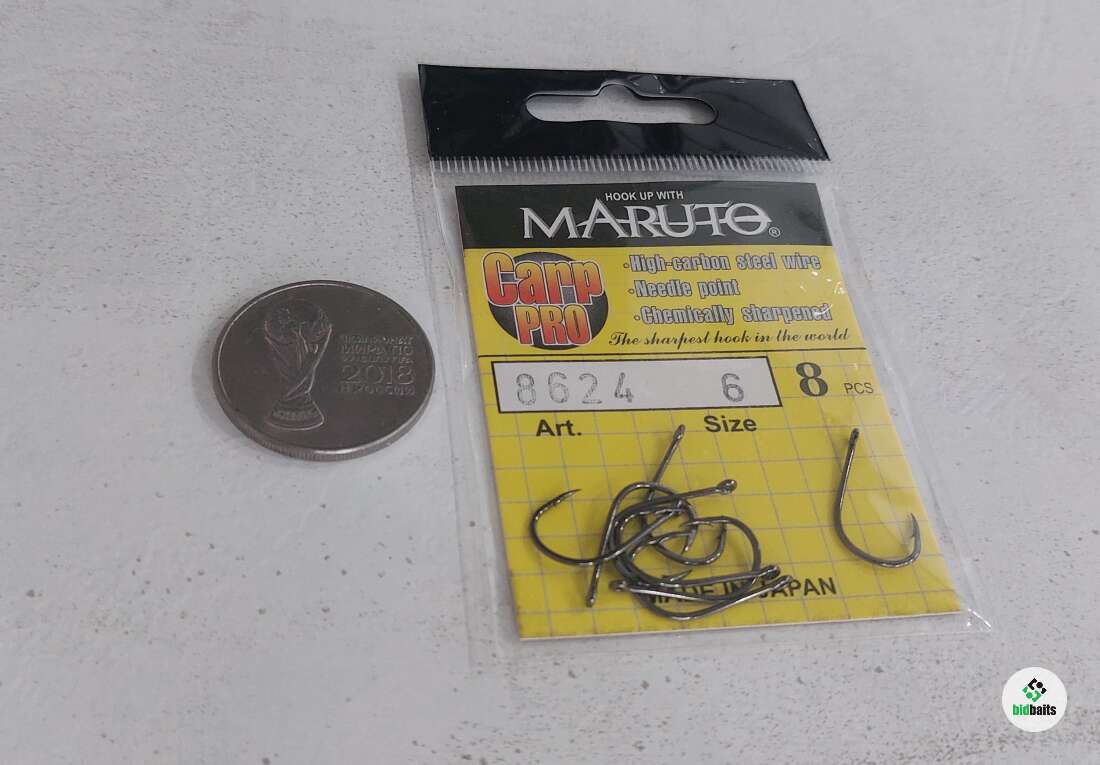 HOOK UP WITH
MARUTO®
Carp
PRO
·High-carbon steel wire
·Needle point
·Chemically sharpened
The sharpest hook in the world
8624 6 8 PCS
Art. Size
MADE IN JAPAN
2018
bidbaits